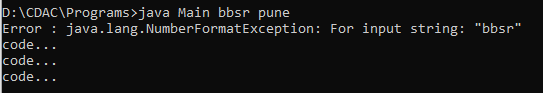 D:\CDAC\Programs>java Main bbsr pune
Error : java.lang.NumberFormatException: For input string: "bbsr"
code...
code...
code...